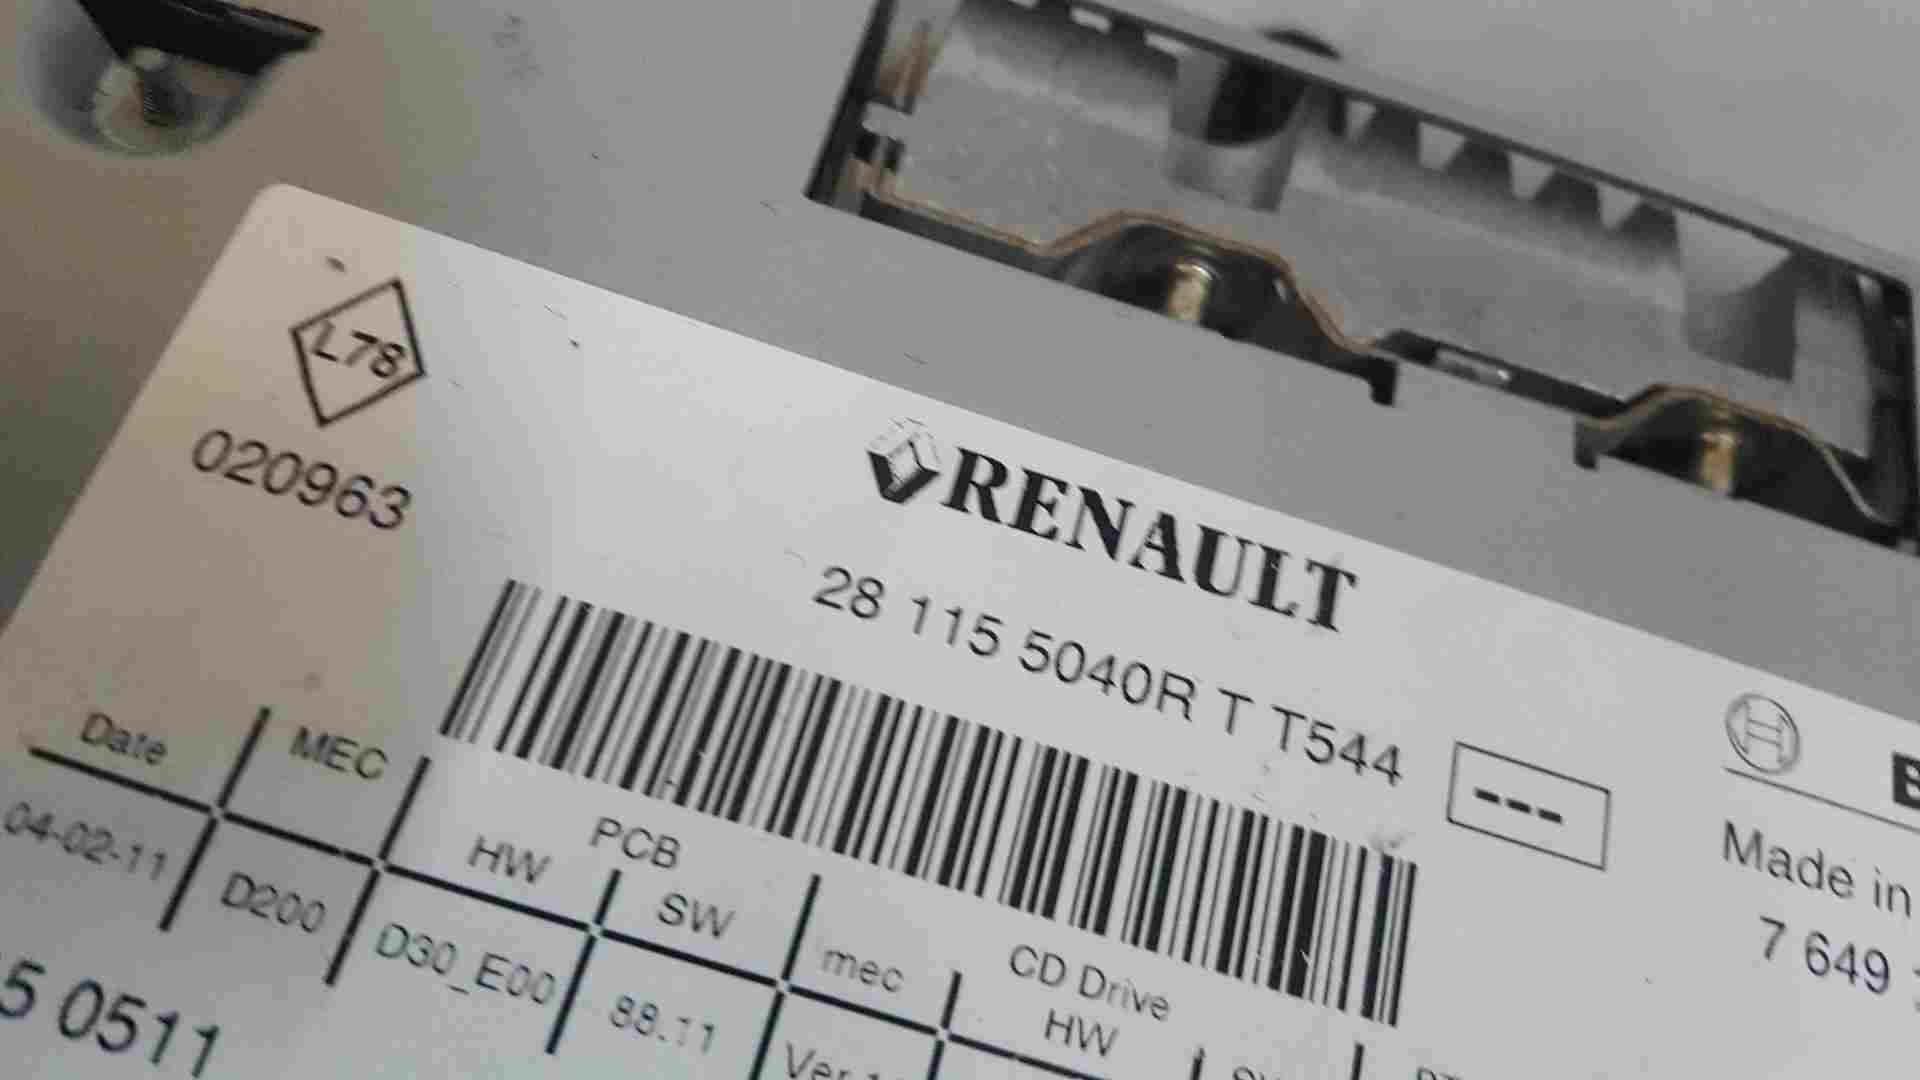 L78
020963
RENAULT
28 115 5040R T T544
---
Made in
7 649
Date
MEC
PCB
HW
SW
mec
CD Drive
HW
04-02-11
D200
D30_E00
88.11
Ver
5 0511